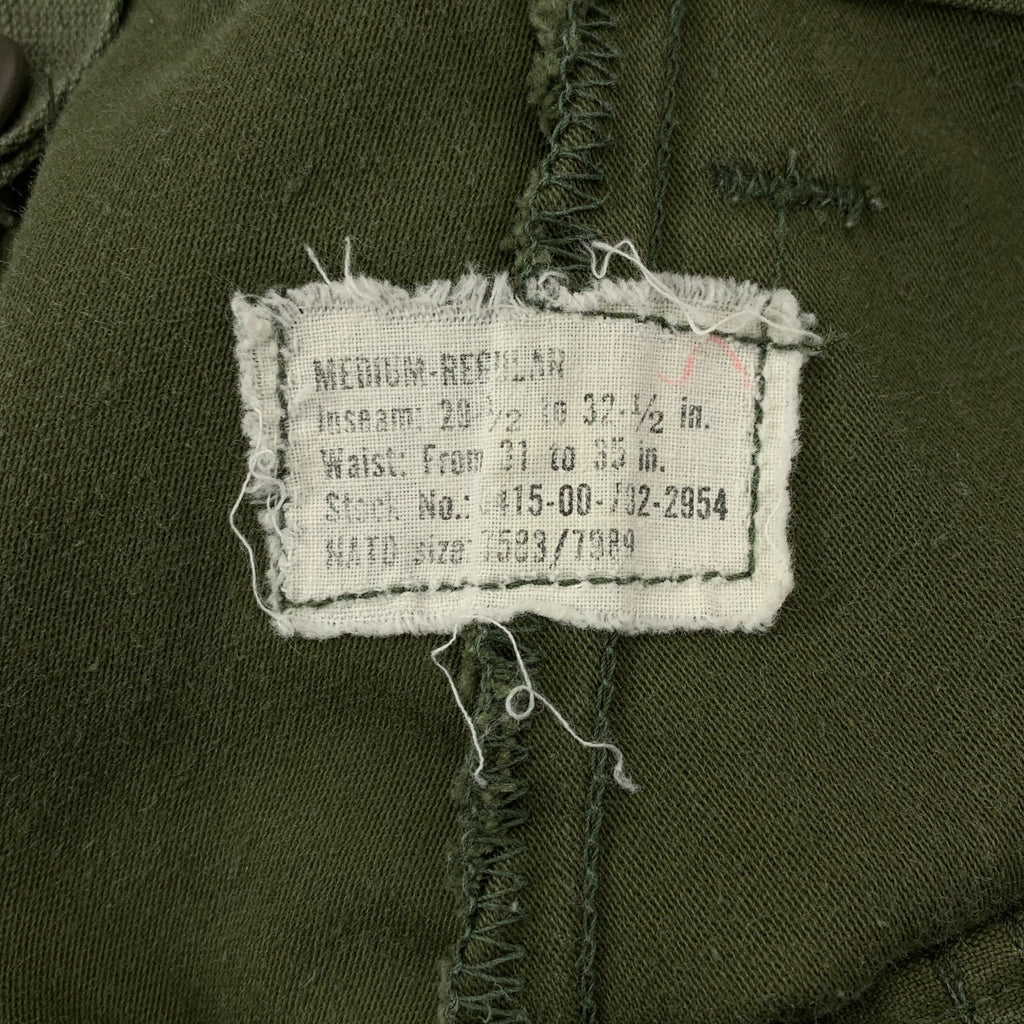 MEDIUM-REGULAR
Inseam: 29-½ to 32-½ in.
Waist: From 31 to 35 in.
Stock No.: 8415-00-782-2954
NATO size: 7583/7989